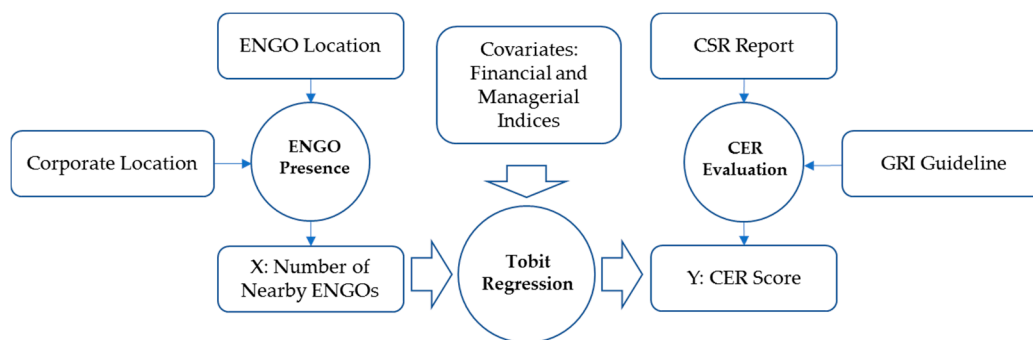 ENGO Location
Covariates:
Financial and
Managerial
Indices
CSR Report
Corporate Location
ENGO
Presence
CER
Evaluation
GRI Guideline
X: Number of
Nearby ENGOs
Tobit
Regression
Y: CER Score